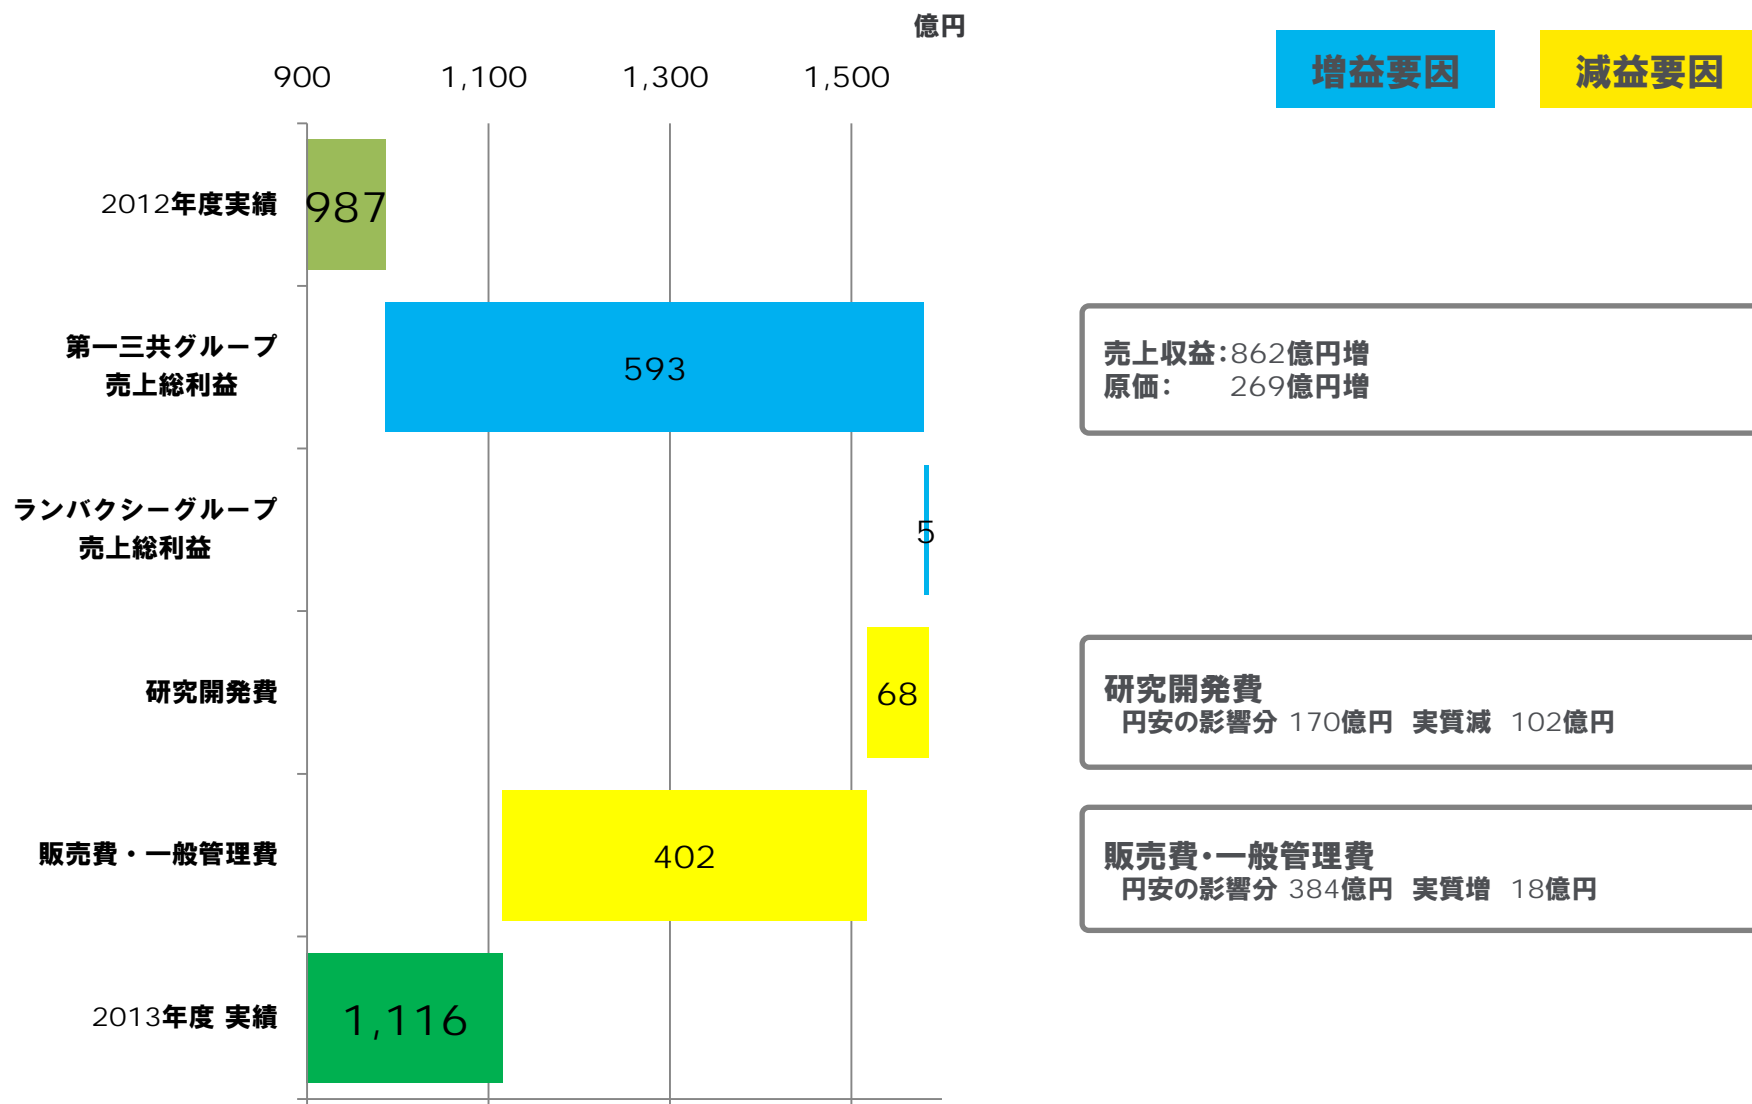 億円
900 1,100 1,300 1,500
増益要因 減益要因
2012年度実績 987
第一三共グループ
売上総利益
593
売上収益:862億円増
原価: 269億円増
ランバクシーグループ
売上総利益
5
研究開発費 68
研究開発費
円安の影響分 170億円 実質減 102億円
販売費・一般管理費 402
販売費・一般管理費
円安の影響分 384億円 実質増 18億円
2013年度 実績 1,116